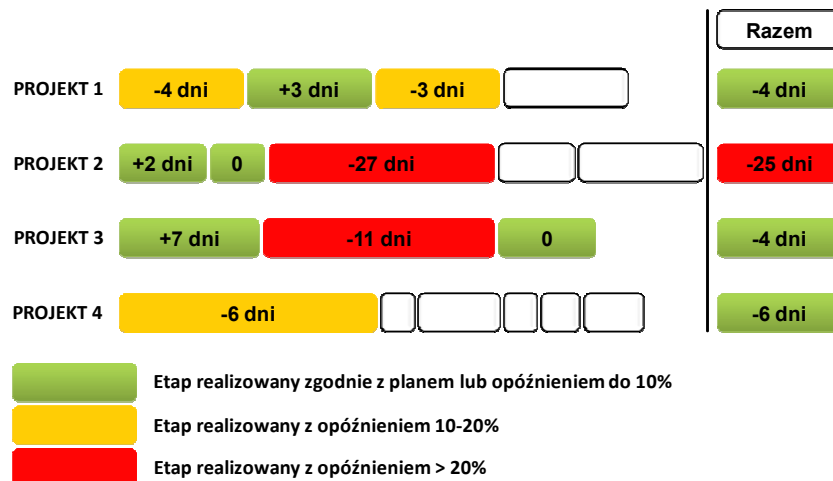 Razem
PROJEKT 1 -4 dni +3 dni -3 dni -4 dni
PROJEKT 2 +2 dni 0 -27 dni -25 dni
PROJEKT 3 +7 dni -11 dni 0 -4 dni
PROJEKT 4 -6 dni -6 dni
Etap realizowany zgodnie z planem lub opóźnieniem do 10%
Etap realizowany z opóźnieniem 10-20%
Etap realizowany z opóźnieniem > 20%